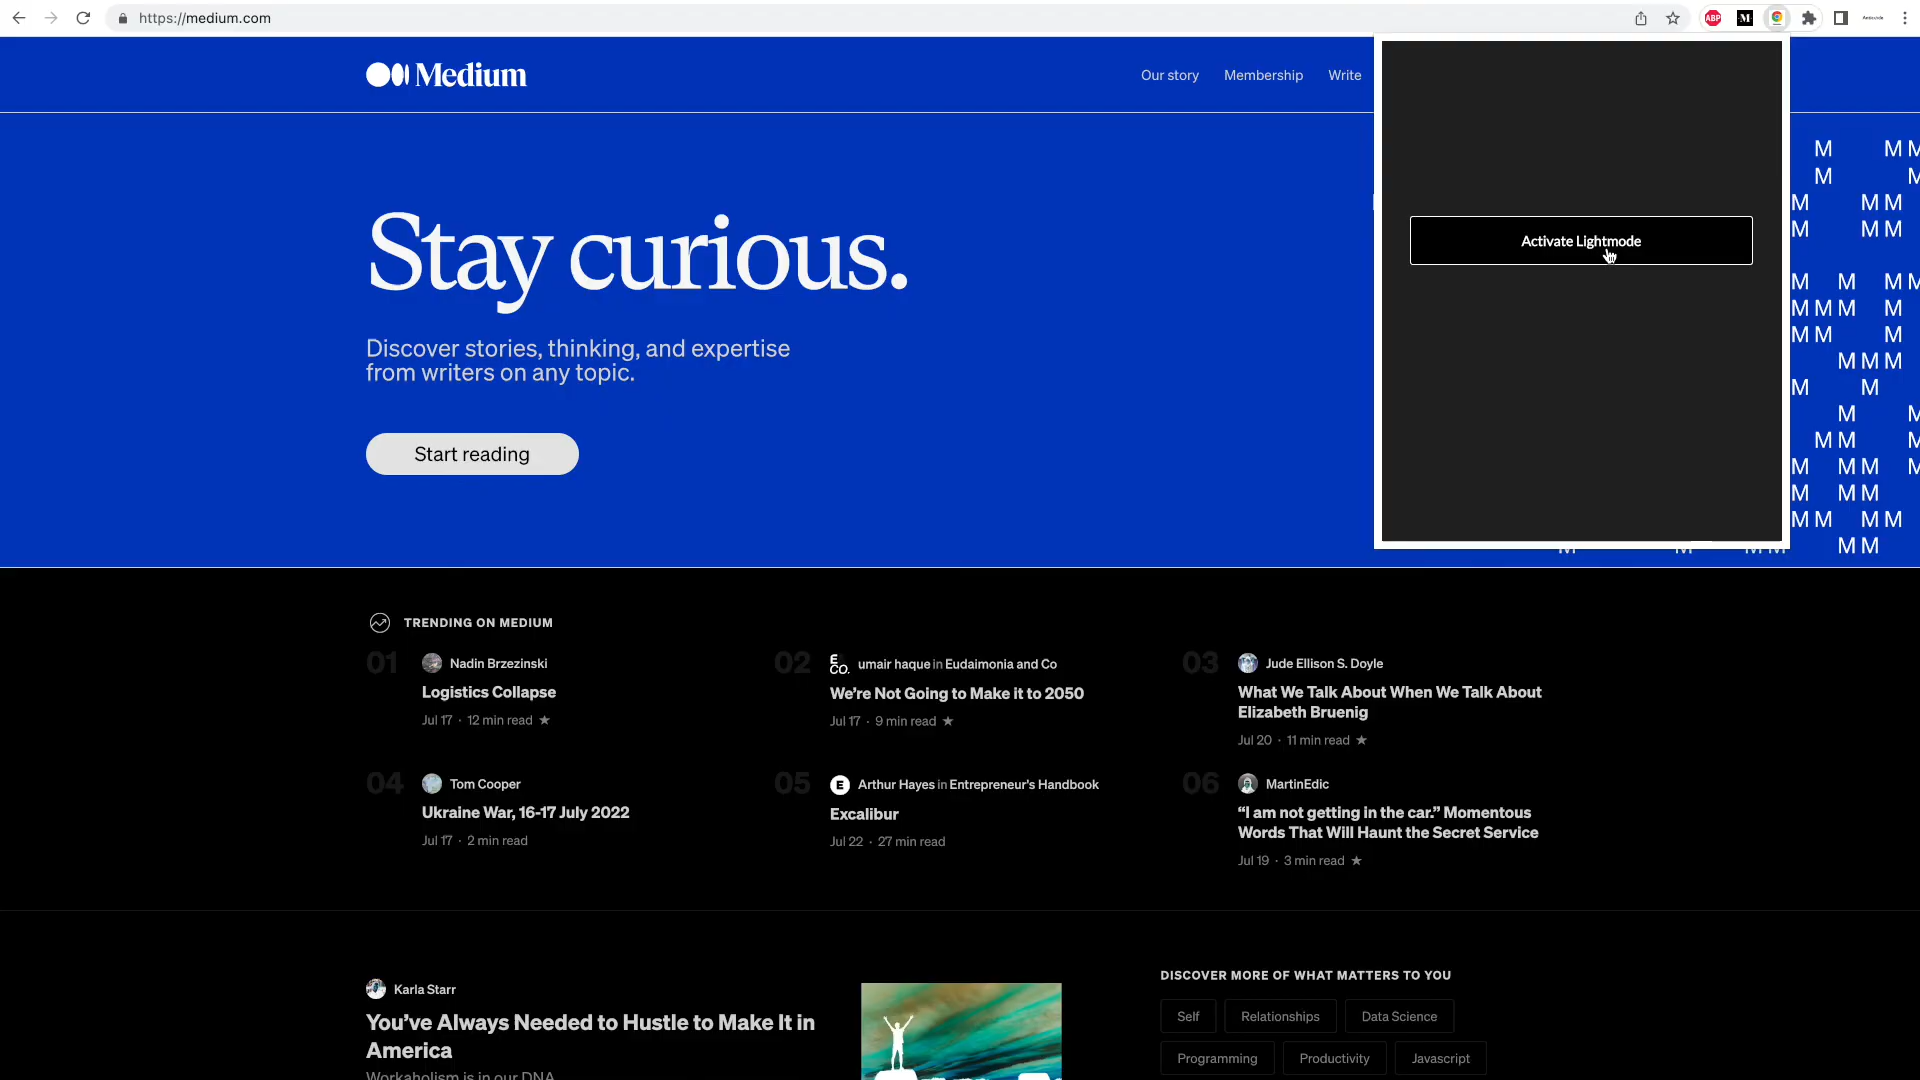 https://medium.com
ABP
M
Medium
Our story
Membership
Write
Stay curious.
Discover stories, thinking, and expertise
from writers on any topic.
Start reading
Activate Lightmode
M M M
M M
M M M
M M M
M M M M
M M M M
M M M
M M M
M M
M M
M M M
M M M M
M M M
M M M M
M M M M M M
TRENDING ON MEDIUM
01
Nadin Brzezinski
Logistics Collapse
Jul 17 · 12 min read ★
02
E
CO.
umair haque in Eudaimonia and Co
We’re Not Going to Make it to 2050
Jul 17 · 9 min read ★
03
Jude Ellison S. Doyle
What We Talk About When We Talk About
Elizabeth Bruenig
Jul 20 · 11 min read ★
04
Tom Cooper
Ukraine War, 16-17 July 2022
Jul 17 · 2 min read
05
E
Arthur Hayes in Entrepreneur's Handbook
Excalibur
Jul 22 · 27 min read
06
MartinEdic
“I am not getting in the car.” Momentous
Words That Will Haunt the Secret Service
Jul 19 · 3 min read ★
Karla Starr
You’ve Always Needed to Hustle to Make It in
America
Workaholism is in our DNA
DISCOVER MORE OF WHAT MATTERS TO YOU
Self
Relationships
Data Science
Programming
Productivity
Javascript